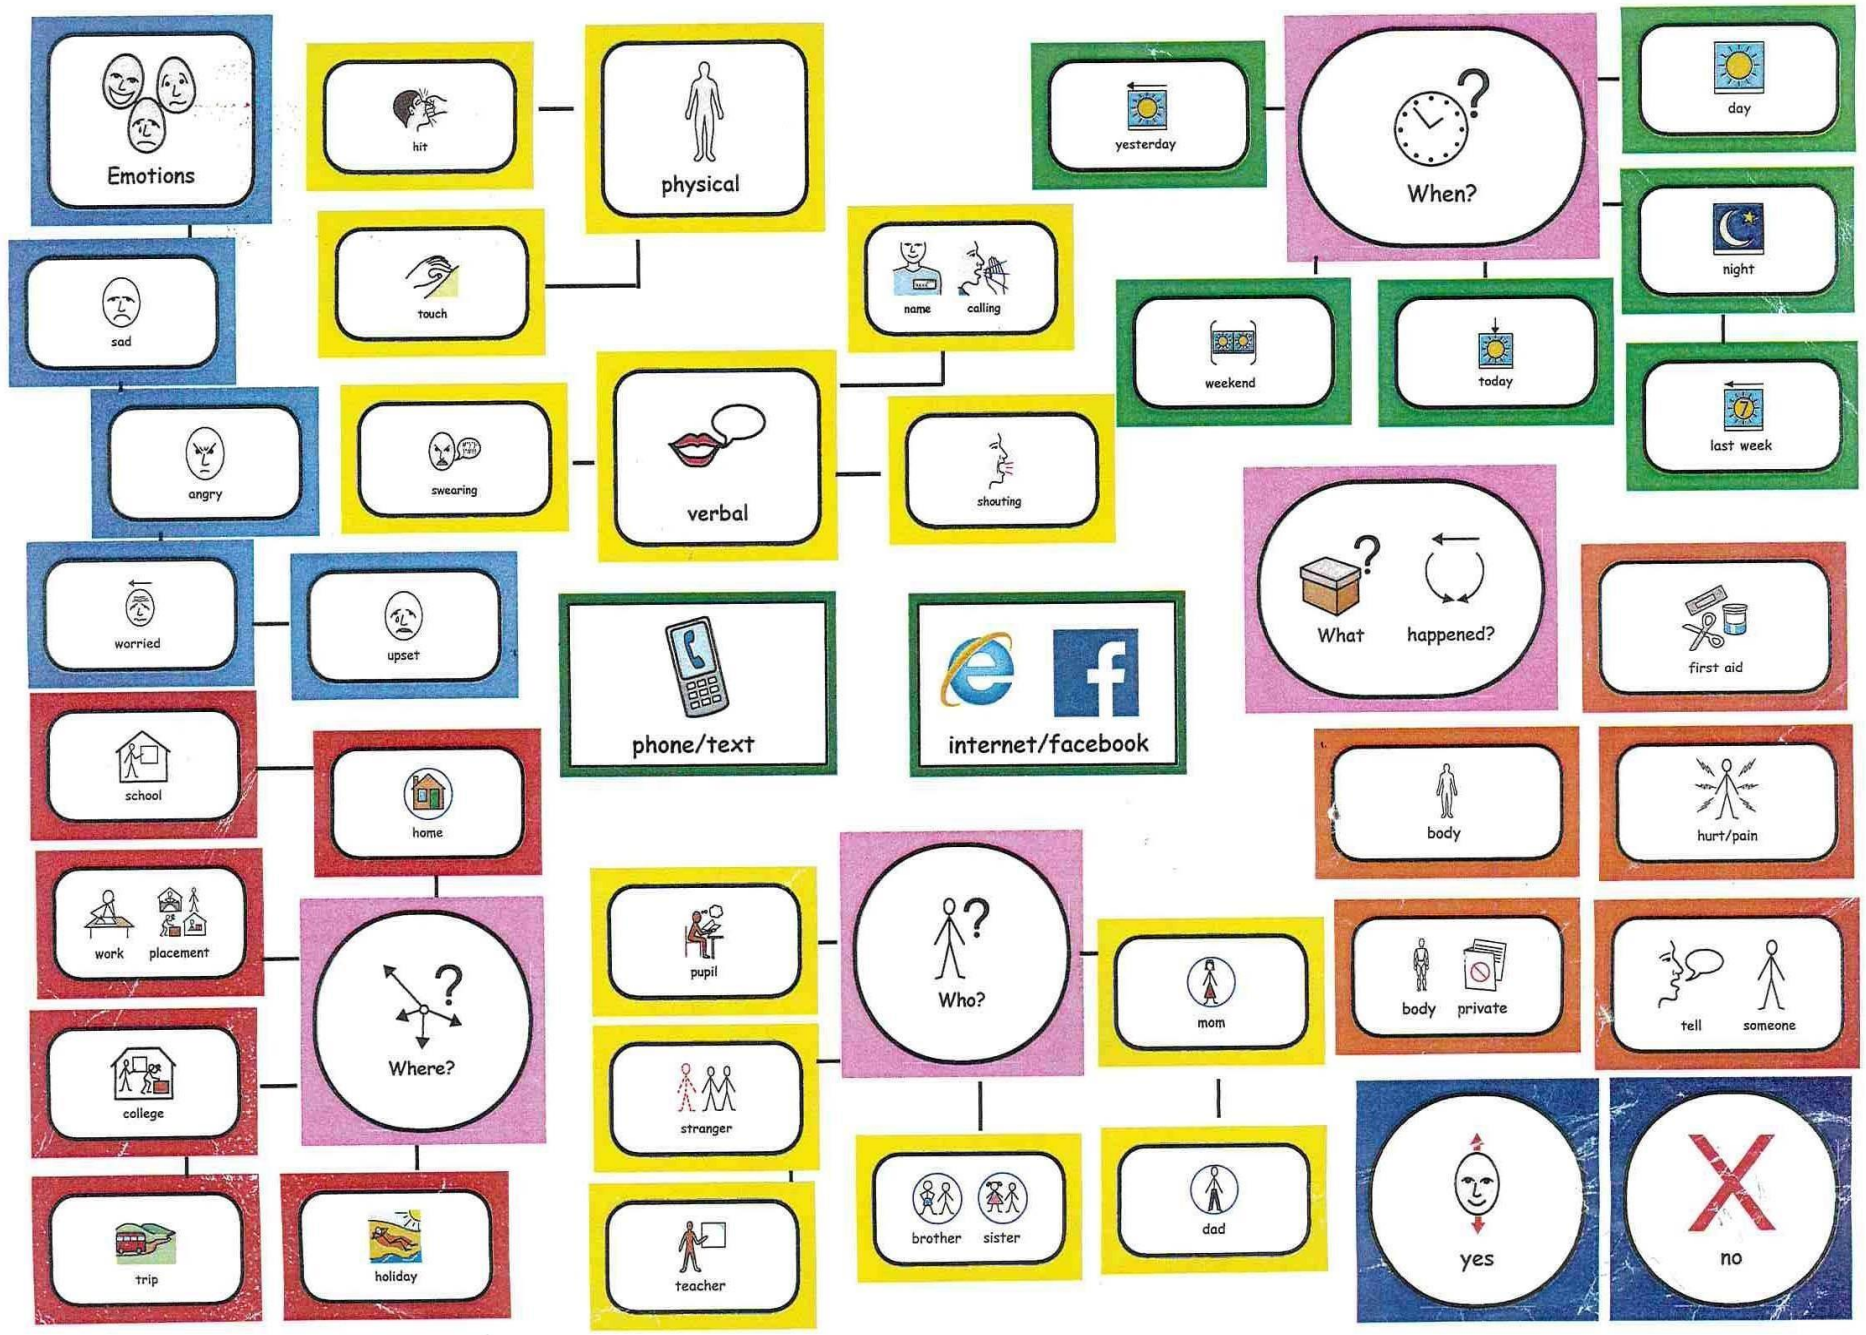 Emotions
sad
angry
worried
upset
hit
physical
touch
name calling
swearing
verbal
shouting
yesterday
When?
day
night
weekend
today
7
last week
What happened?
first aid
body
hurt/pain
body private
tell someone
phone/text
internet/facebook
school
home
work placement
Where?
college
trip
holiday
pupil
Who?
mom
stranger
brother sister
dad
teacher
yes
no